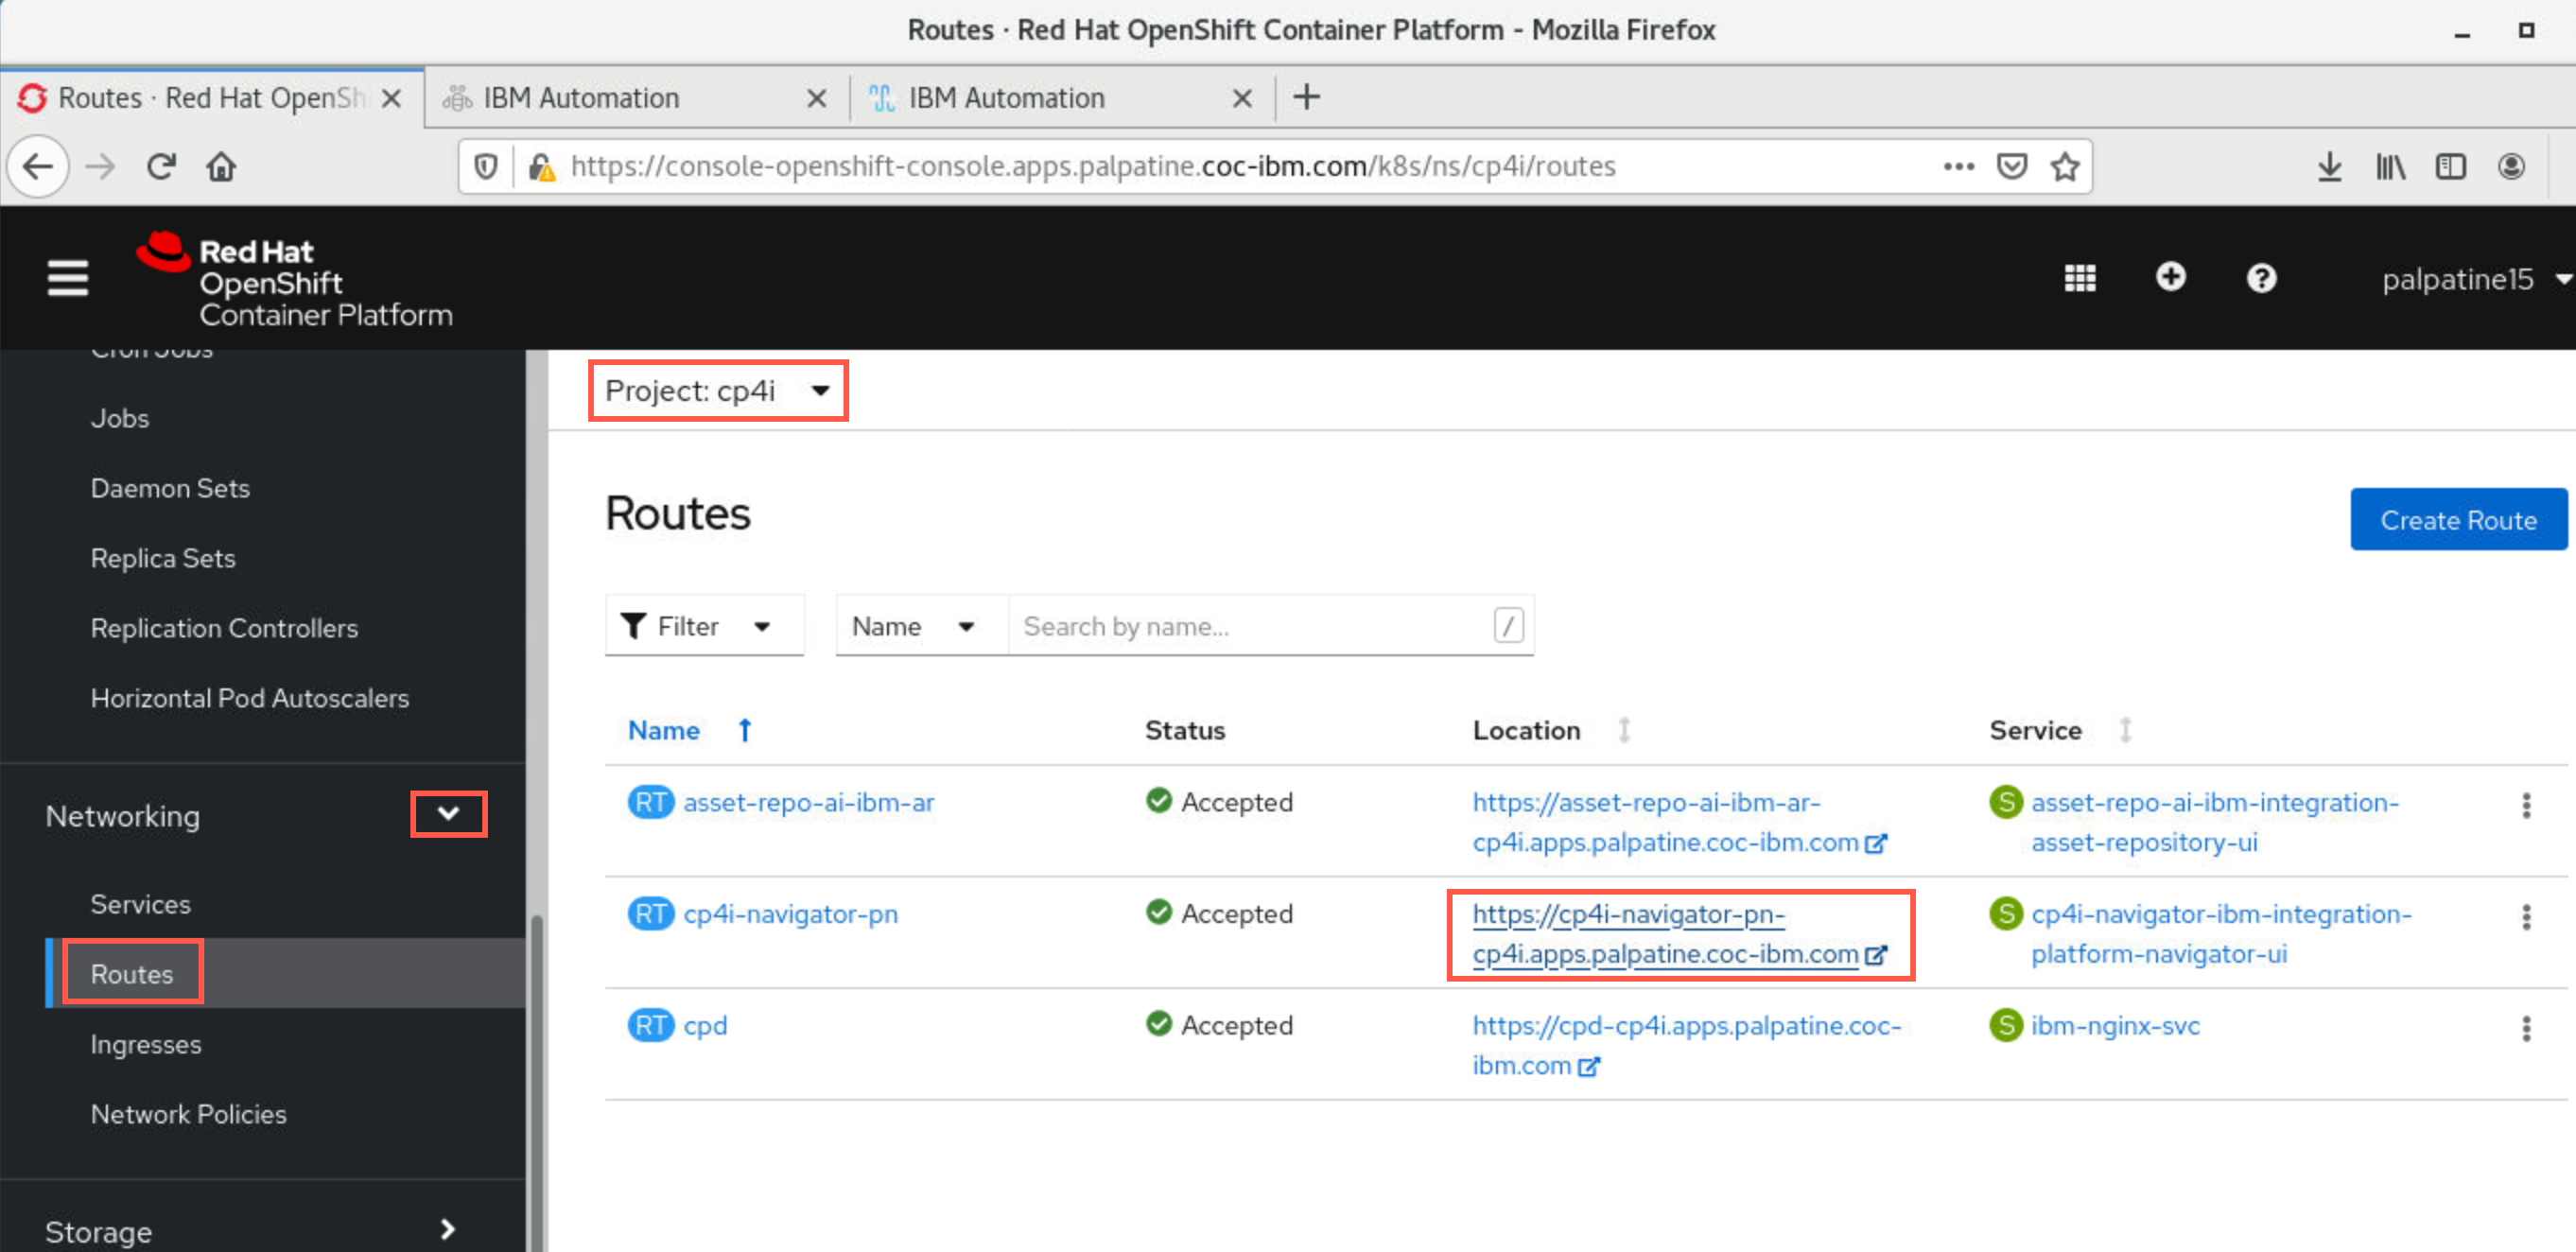 Routes · Red Hat OpenShift Container Platform - Mozilla Firefox
Routes · Red Hat OpenSh
IBM Automation
IBM Automation
https://console-openshift-console.apps.palpatine.coc-ibm.com/k8s/ns/cp4i/routes
Red Hat
OpenShift
Container Platform
palpatine15
Cron Jobs
Jobs
Daemon Sets
Replica Sets
Replication Controllers
Horizontal Pod Autoscalers
Networking
Services
Routes
Ingresses
Network Policies
Storage
Project: cp4i
Routes
Create Route
Filter
Name
Search by name...
/
Name
Status
Location
Service
RT asset-repo-ai-ibm-ar
Accepted
https://asset-repo-ai-ibm-ar-
cp4i.apps.palpatine.coc-ibm.com
S asset-repo-ai-ibm-integration-
asset-repository-ui
RT cp4i-navigator-pn
Accepted
https://cp4i-navigator-pn-
cp4i.apps.palpatine.coc-ibm.com
S cp4i-navigator-ibm-integration-
platform-navigator-ui
RT cpd
Accepted
https://cpd-cp4i.apps.palpatine.coc-
ibm.com
S ibm-nginx-svc